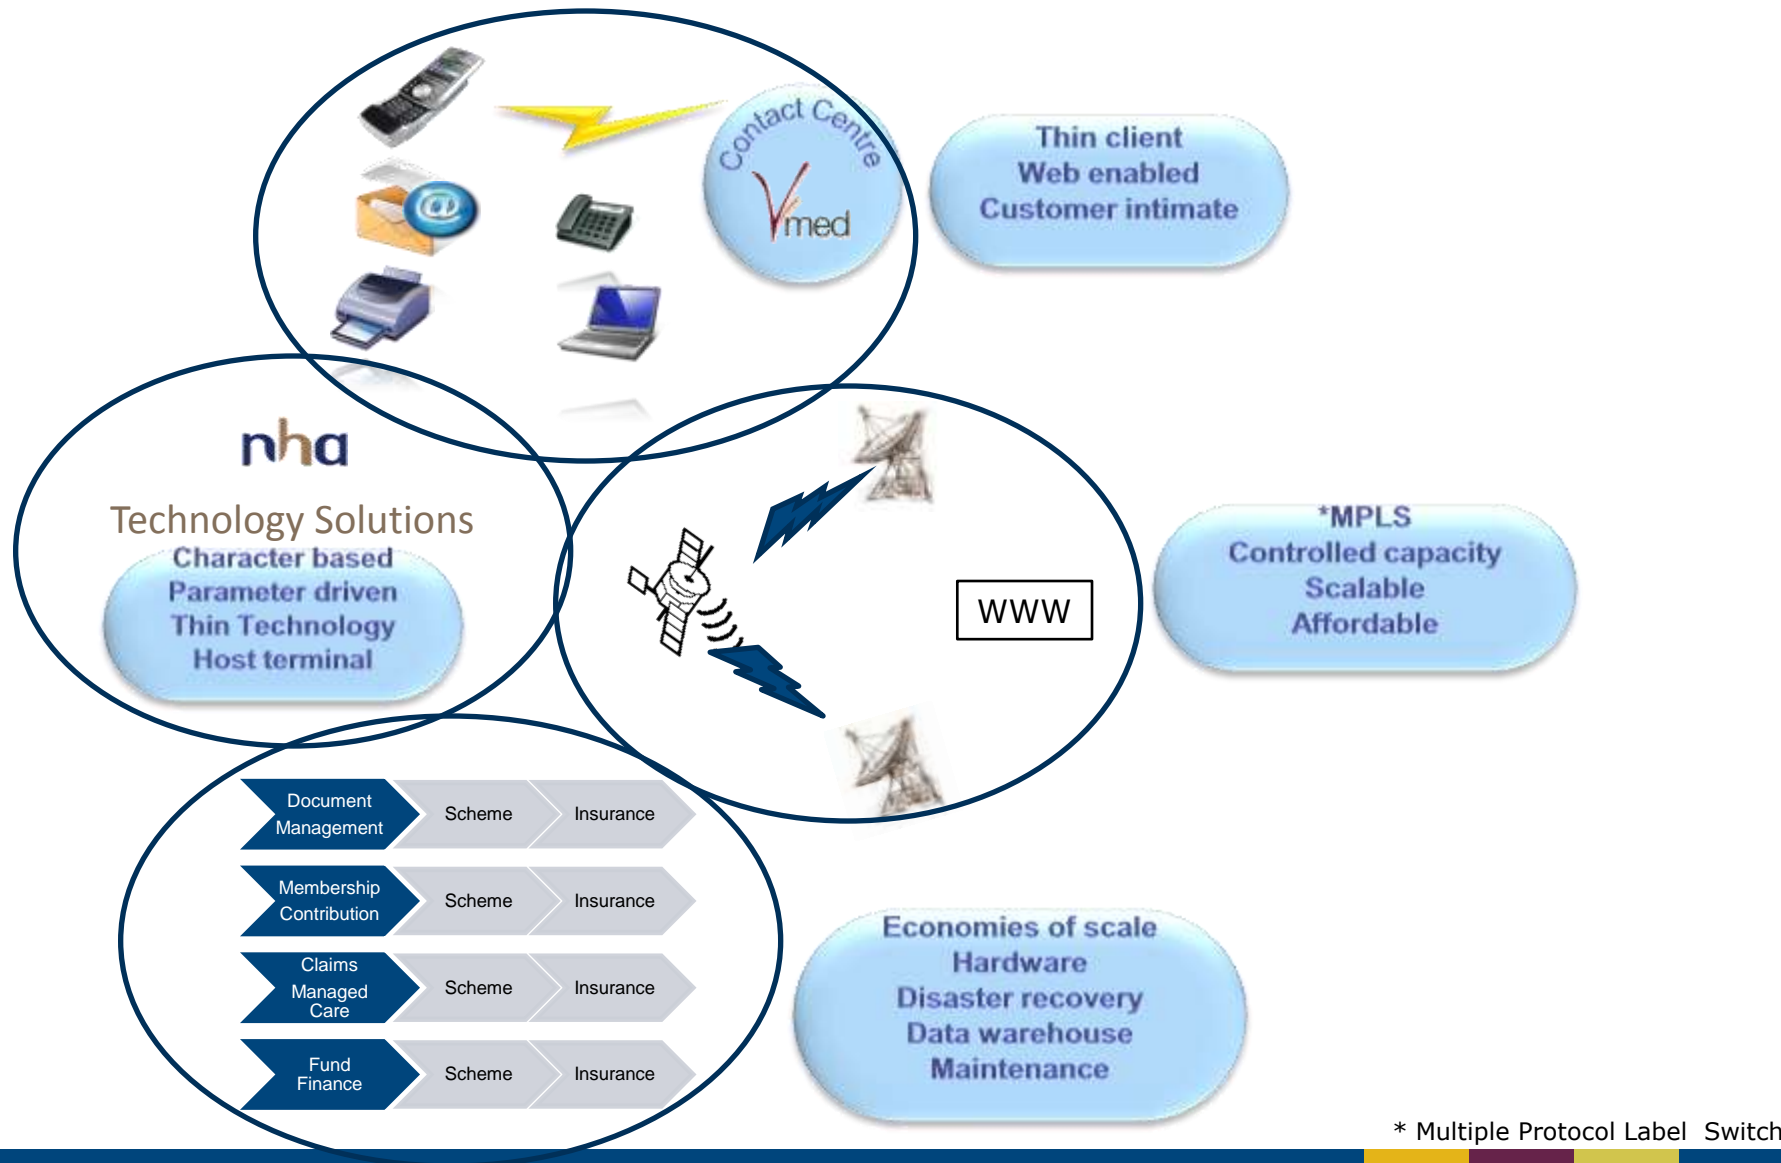 Contact Centre
Vmed
Thin client
Web enabled
Customer intimate
nha
Technology Solutions
Character based
Parameter driven
Thin Technology
Host terminal
WWW
*MPLS
Controlled capacity
Scalable
Affordable
Document
Management
Scheme
Insurance
Membership
Contribution
Scheme
Insurance
Claims
Managed
Care
Scheme
Insurance
Fund
Finance
Scheme
Insurance
Economies of scale
Hardware
Disaster recovery
Data warehouse
Maintenance
* Multiple Protocol Label Switch